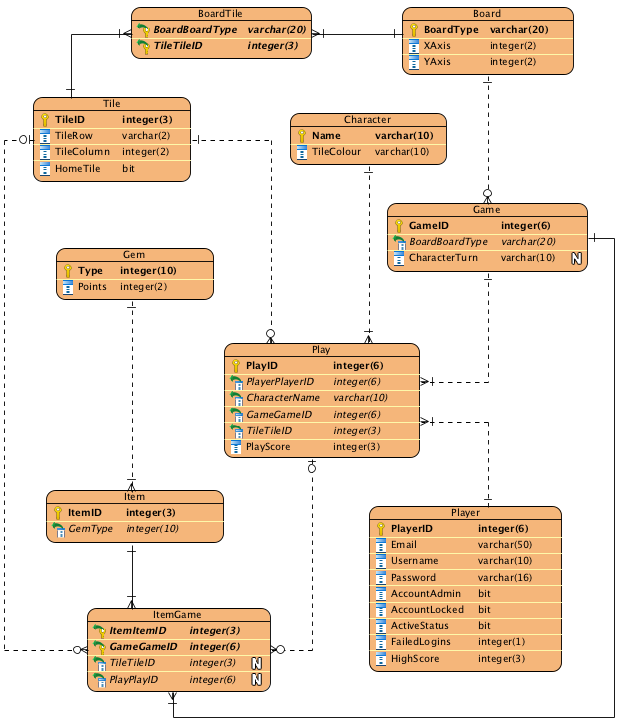 BoardTile
BoardBoardType varchar(20)
TileTileID integer(3)
Board
BoardType varchar(20)
XAxis integer(2)
YAxis integer(2)
Tile
TileID integer(3)
TileRow varchar(2)
TileColumn integer(2)
HomeTile bit
Character
Name varchar(10)
TileColour varchar(10)
Game
GameID integer(6)
BoardBoardType varchar(20)
CharacterTurn varchar(10) N
Gem
Type integer(10)
Points integer(2)
Play
PlayID integer(6)
PlayerPlayerID integer(6)
CharacterName varchar(10)
GameGameID integer(6)
TileTileID integer(3)
PlayScore integer(3)
Item
ItemID integer(3)
GemType integer(10)
Player
PlayerID integer(6)
Email varchar(50)
Username varchar(10)
Password varchar(16)
AccountAdmin bit
AccountLocked bit
ActiveStatus bit
FailedLogins integer(1)
HighScore integer(3)
ItemGame
ItemItemID integer(3)
GameGameID integer(6)
TileTileID integer(3) N
PlayPlayID integer(6) N